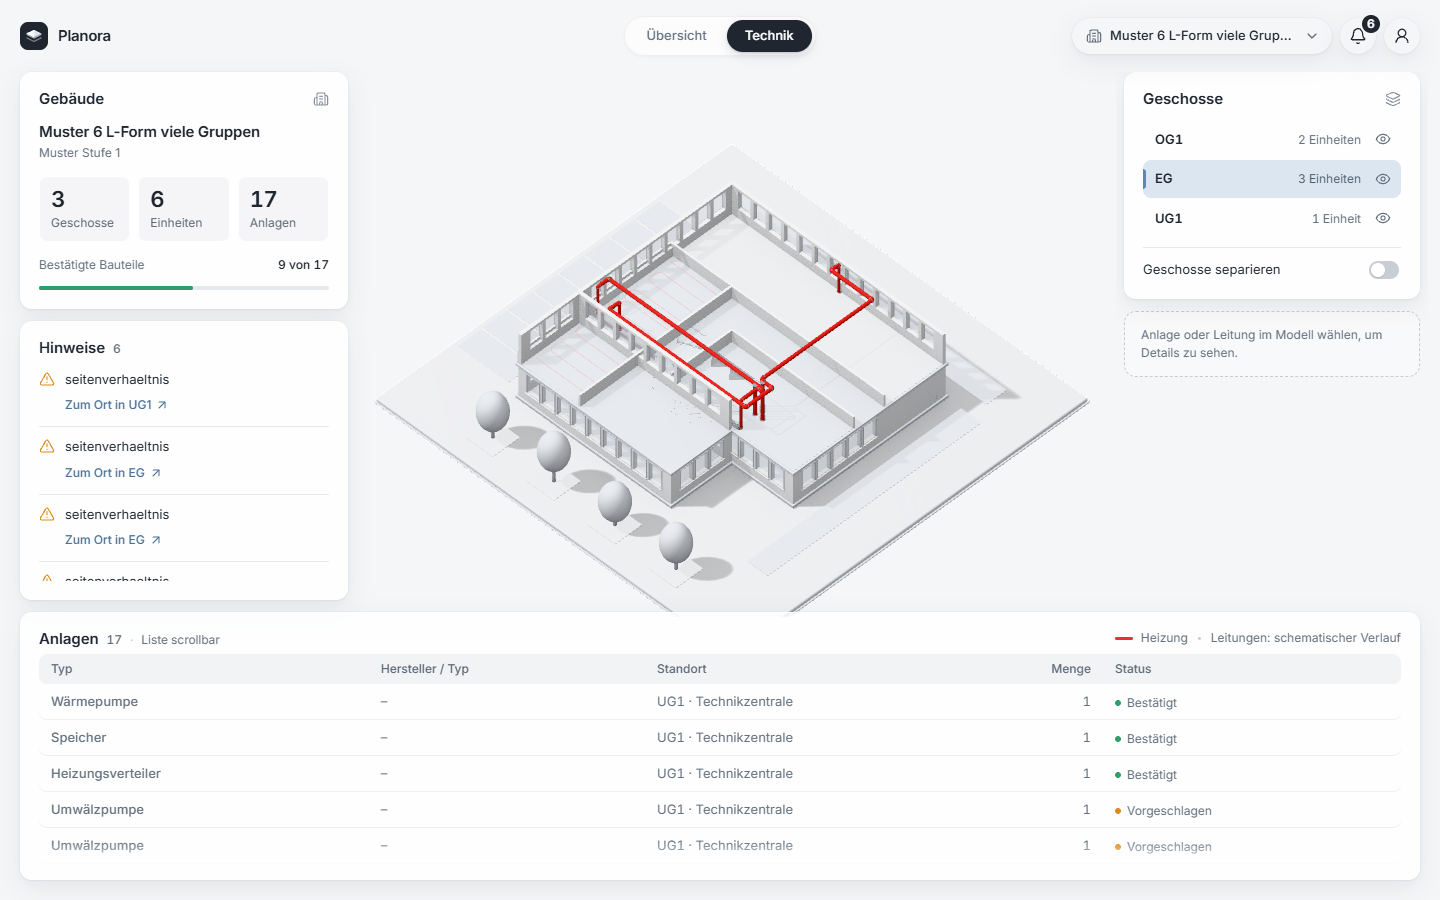 Planora
Übersicht
Technik
Muster 6 L-Form viele Grup...
6
Gebäude
Muster 6 L-Form viele Gruppen
Muster Stufe 1
3
Geschosse
6
Einheiten
17
Anlagen
Bestätigte Bauteile
9 von 17
Hinweise 6
seitenverhaeltnis
Zum Ort in UG1
seitenverhaeltnis
Zum Ort in EG
seitenverhaeltnis
Zum Ort in EG
seitenverhaeltnis
Geschosse
OG1 2 Einheiten
EG 3 Einheiten
UG1 1 Einheit
Geschosse separieren
Anlage oder Leitung im Modell wählen, um
Details zu sehen.
Anlagen 17 · Liste scrollbar
Heizung • Leitungen: schematischer Verlauf
Typ Hersteller / Typ Standort Menge Status
Wärmepumpe – UG1 · Technikzentrale 1 Bestätigt
Speicher – UG1 · Technikzentrale 1 Bestätigt
Heizungsverteiler – UG1 · Technikzentrale 1 Bestätigt
Umwälzpumpe – UG1 · Technikzentrale 1 Vorgeschlagen
Umwälzpumpe – UG1 · Technikzentrale 1 Vorgeschlagen